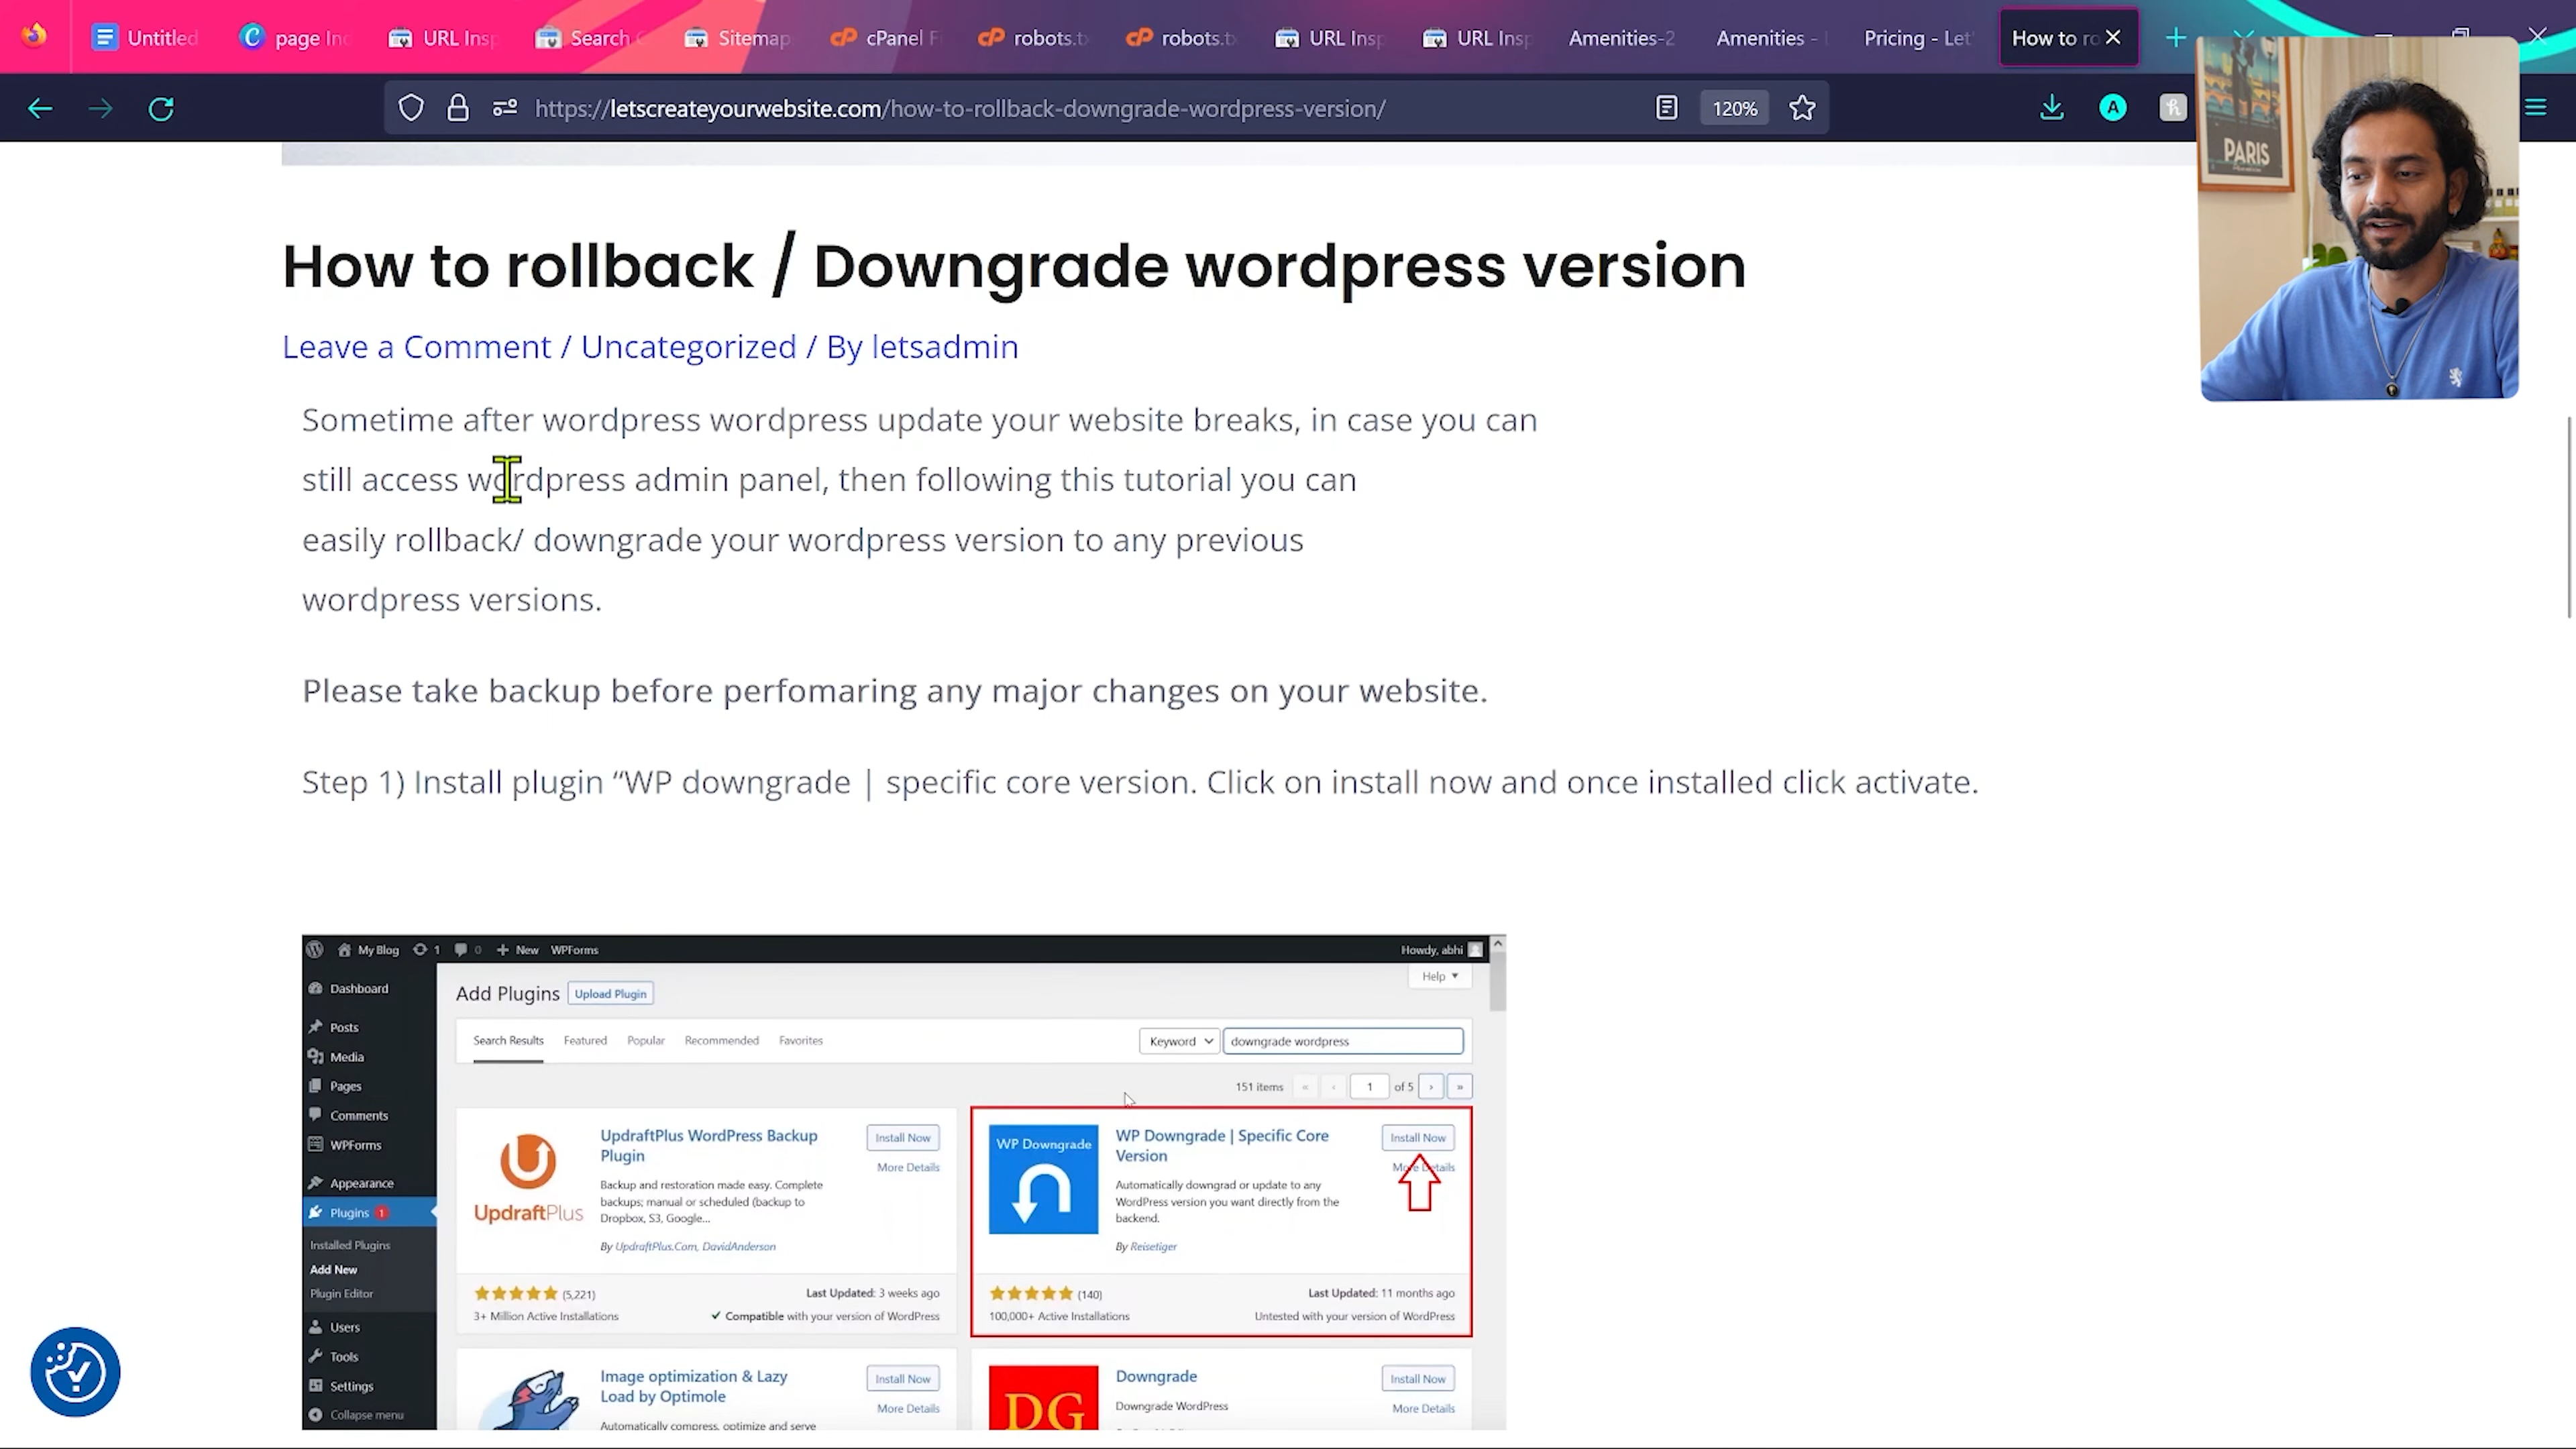 Untitled
page Inc
URL Insp
Search C
Sitemap
cPanel F
robots.tx
robots.tx
URL Insp
URL Insp
Amenities-2
Amenities -
Pricing - Let'
How to ro
https://letscreateyourwebsite.com/how-to-rollback-downgrade-wordpress-version/
120%
A
PARIS
How to rollback / Downgrade wordpress version
Leave a Comment / Uncategorized / By letsadmin
Sometime after wordpress wordpress update your website breaks, in case you can
still access wordpress admin panel, then following this tutorial you can
easily rollback/ downgrade your wordpress version to any previous
wordpress versions.
Please take backup before perfomaring any major changes on your website.
Step 1) Install plugin “WP downgrade | specific core version. Click on install now and once installed click activate.
My Blog 1 0 New WPForms Howdy, abhi
Help
Dashboard
Posts
Media
Pages
Comments
WPForms
Appearance
Plugins 1
Installed Plugins
Add New
Plugin Editor
Users
Tools
Settings
Collapse menu
Add Plugins Upload Plugin
Search Results Featured Popular Recommended Favorites Keyword downgrade wordpress
151 items « ‹ 1 of 5 › »
UpdraftPlus
UpdraftPlus WordPress Backup
Plugin
Install Now
More Details
Backup and restoration made easy. Complete
backups; manual or scheduled (backup to
Dropbox, S3, Google...
By UpdraftPlus.Com, DavidAnderson
(5,221)
Last Updated: 3 weeks ago
3+ Million Active Installations
Compatible with your version of WordPress
WP Downgrade
WP Downgrade | Specific Core
Version
Install Now
More Details
Automatically downgrad or update to any
WordPress version you want directly from the
backend.
By Reisetiger
(140)
Last Updated: 11 months ago
100,000+ Active Installations
Untested with your version of WordPress
Image optimization & Lazy
Load by Optimole
Install Now
More Details
Automatically compress, optimize and serve
DG
Downgrade
Install Now
Downgrade WordPress
More Details